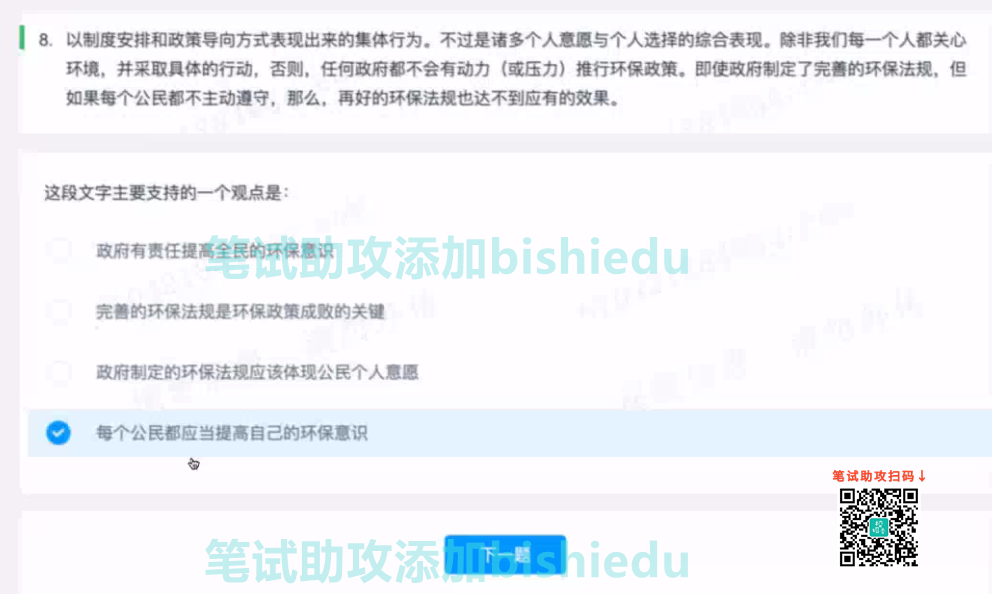 8. 以制度安排和政策导向方式表现出来的集体行为。不过是诸多个人意愿与个人选择的综合表现。除非我们每一个人都关心
环境，并采取具体的行动，否则，任何政府都不会有动力（或压力）推行环保政策。即使政府制定了完善的环保法规，但
如果每个公民都不主动遵守，那么，再好的环保法规也达不到应有的效果。
这段文字主要支持的一个观点是：
政府有责任提高全民的环保意识
笔试助攻添加bishiedu
完善的环保法规是环保政策成败的关键
政府制定的环保法规应该体现公民个人意愿
每个公民都应当提高自己的环保意识
笔试助攻扫码↓
下一题
笔试助攻添加bishiedu